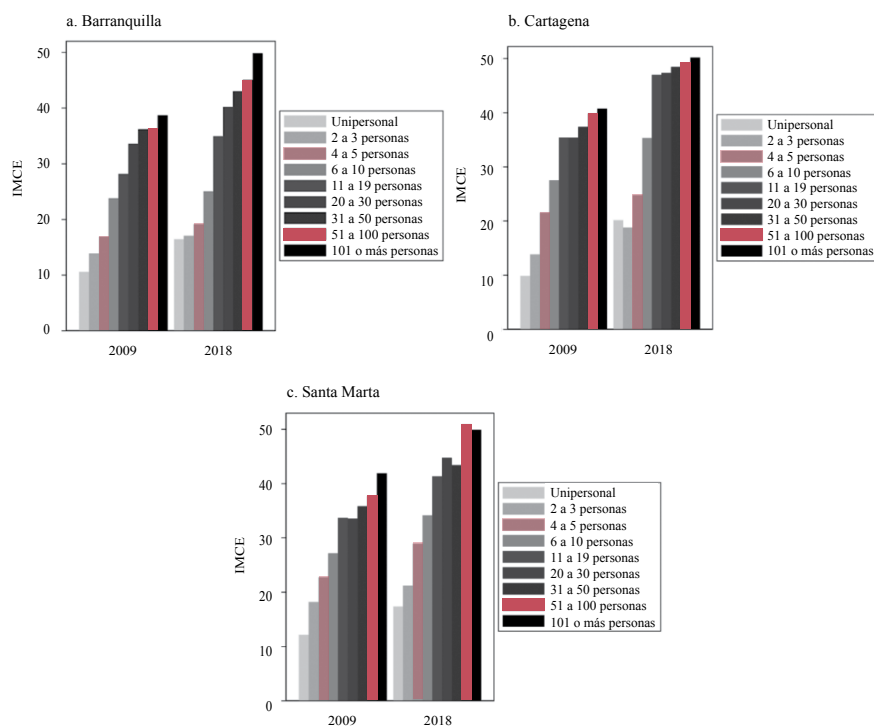 a. Barranquilla
IMCE
50
40
30
20
10
0
2009
2018
Unipersonal
2 a 3 personas
4 a 5 personas
6 a 10 personas
11 a 19 personas
20 a 30 personas
31 a 50 personas
51 a 100 personas
101 o más personas
b. Cartagena
IMCE
50
40
30
20
10
0
2009
2018
Unipersonal
2 a 3 personas
4 a 5 personas
6 a 10 personas
11 a 19 personas
20 a 30 personas
31 a 50 personas
51 a 100 personas
101 o más personas
c. Santa Marta
IMCE
50
40
30
20
10
0
2009
2018
Unipersonal
2 a 3 personas
4 a 5 personas
6 a 10 personas
11 a 19 personas
20 a 30 personas
31 a 50 personas
51 a 100 personas
101 o más personas